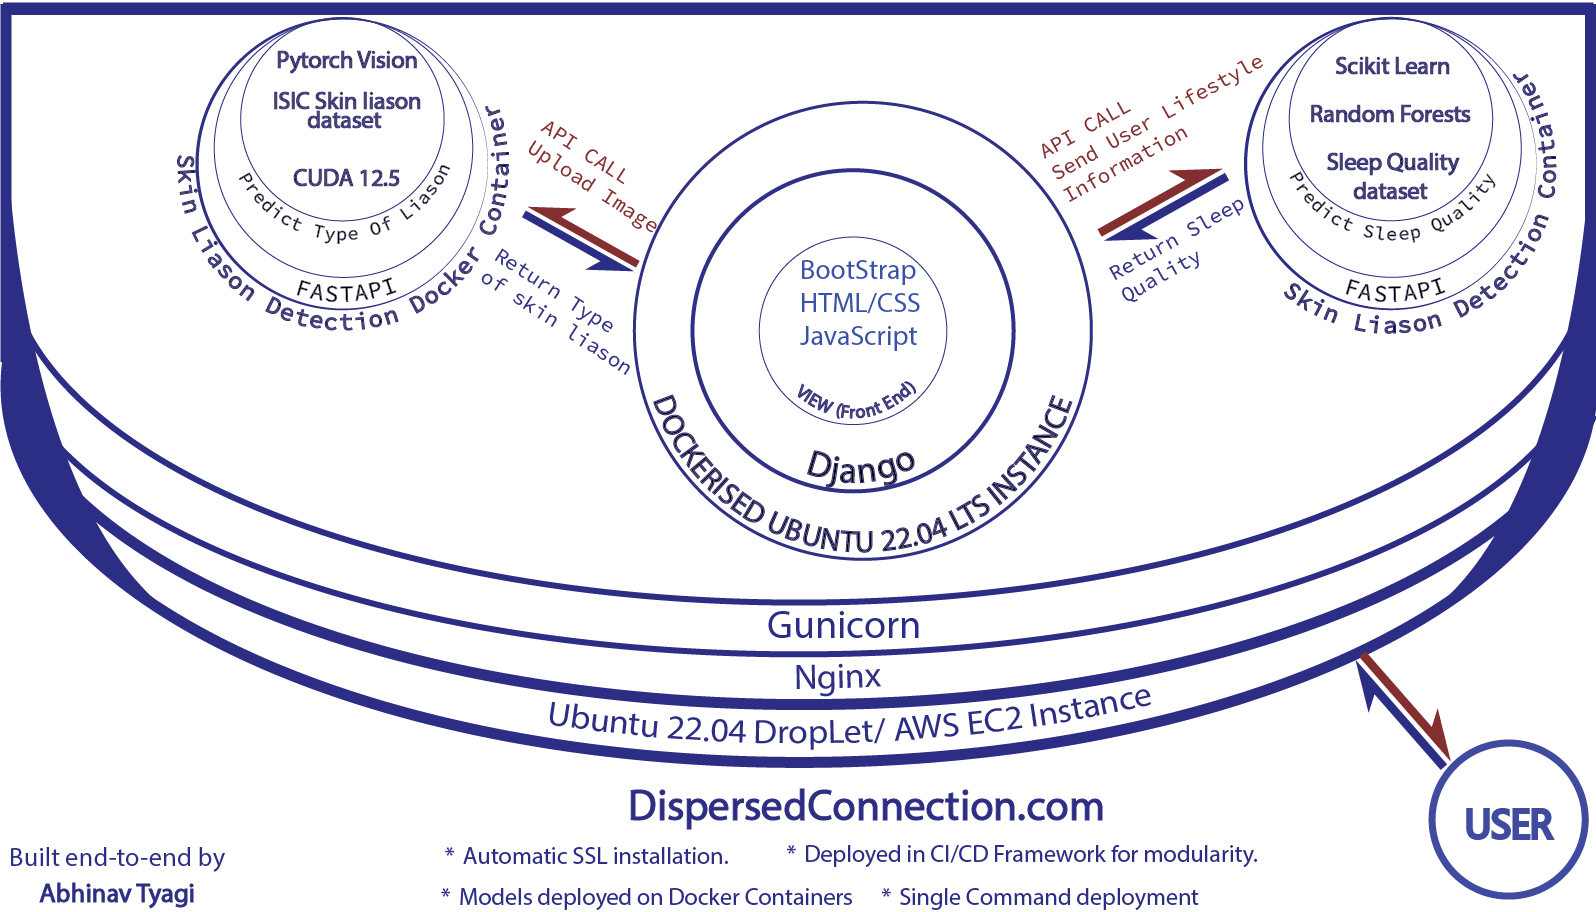 Pytorch Vision
ISIC Skin liason
dataset
CUDA 12.5
Predict Type Of Liason
FASTAPI
Skin Liason Detection Docker Container
API CALL
Upload Image
Return Type
of skin liason
BootStrap
HTML/CSS
JavaScript
VIEW (Front End)
Django
DOCKERISED UBUNTU 22.04 LTS INSTANCE
API CALL
Send User Lifestyle
Information
Return Sleep
Quality
Scikit Learn
Random Forests
Sleep Quality
dataset
Predict Sleep Quality
FASTAPI
Skin Liason Detection Container
Gunicorn
Nginx
Ubuntu 22.04 DropLet/ AWS EC2 Instance
USER
DispersedConnection.com
Built end-to-end by
Abhinav Tyagi
* Automatic SSL installation.
* Deployed in CI/CD Framework for modularity.
* Models deployed on Docker Containers
* Single Command deployment